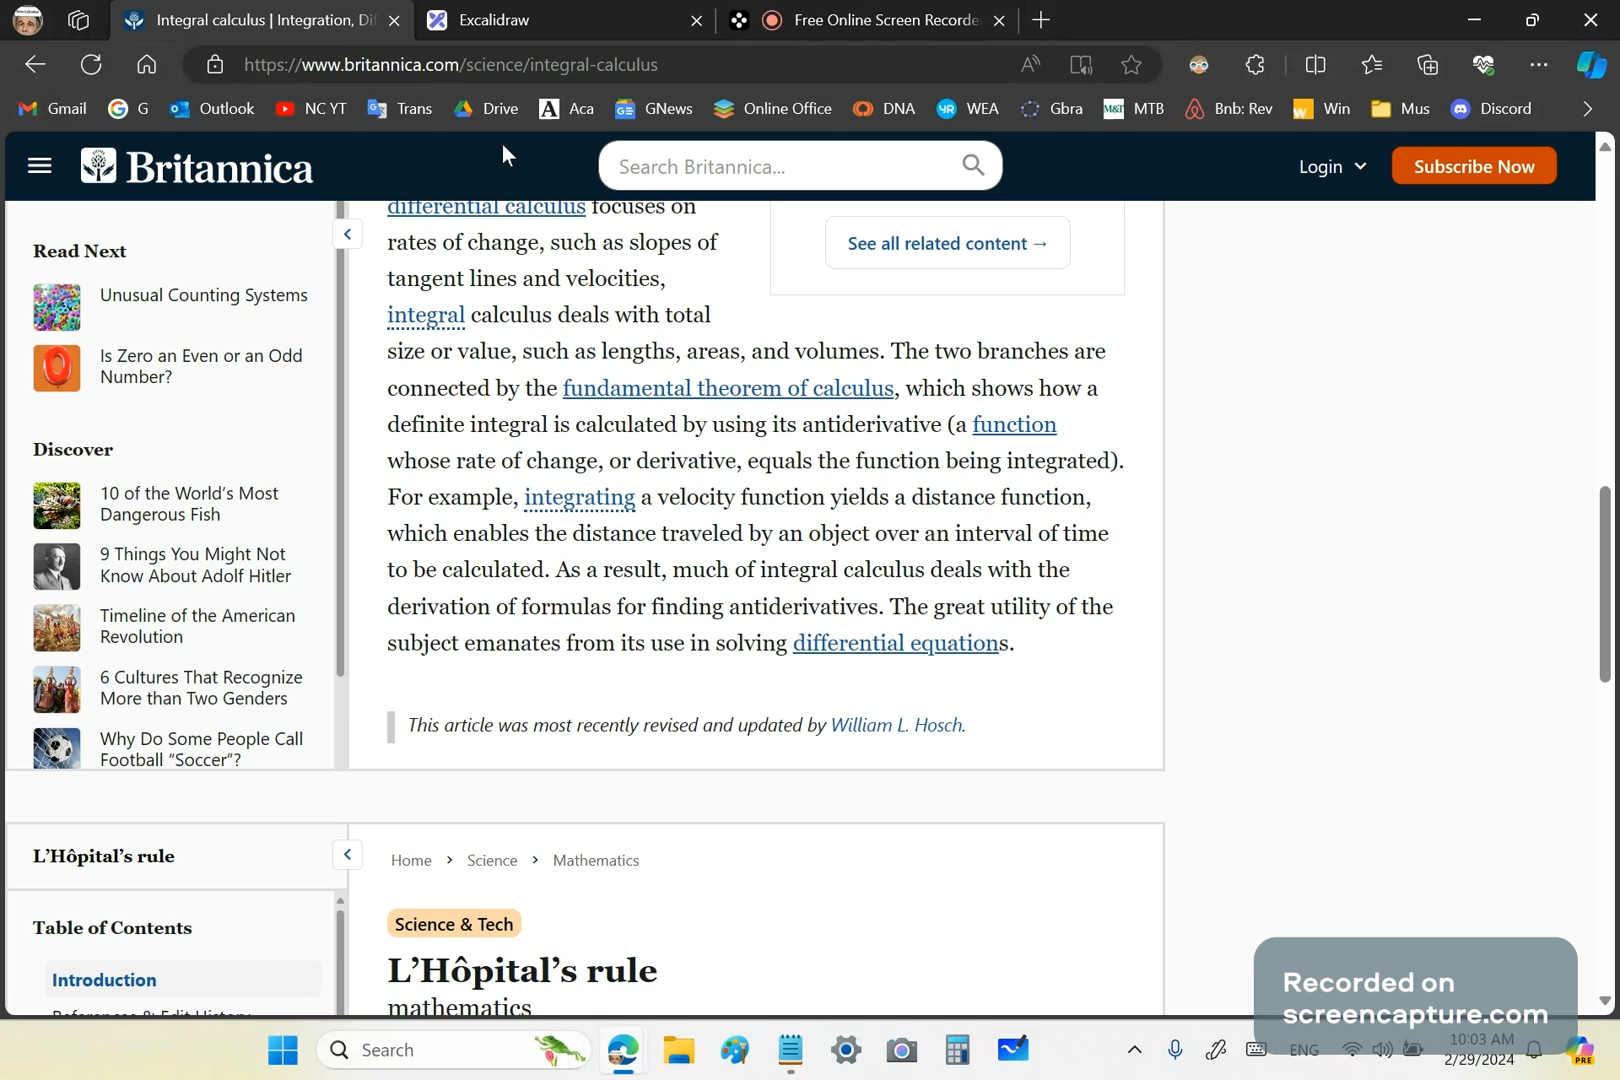 Integral calculus | Integration, Dif
Excalidraw
Free Online Screen Recorde
https://www.britannica.com/science/integral-calculus
Gmail
G
Outlook
NC YT
Trans
Drive
Aca
GNews
Online Office
DNA
WEA
Gbra
MTB
Bnb: Rev
Win
Mus
Discord
Britannica
Search Britannica...
Login
Subscribe Now
Read Next
Unusual Counting Systems
Is Zero an Even or an Odd
Number?
Discover
10 of the World's Most
Dangerous Fish
9 Things You Might Not
Know About Adolf Hitler
Timeline of the American
Revolution
6 Cultures That Recognize
More than Two Genders
Why Do Some People Call
Football "Soccer"?
differential calculus focuses on
rates of change, such as slopes of
tangent lines and velocities,
integral calculus deals with total
size or value, such as lengths, areas, and volumes. The two branches are
connected by the fundamental theorem of calculus, which shows how a
definite integral is calculated by using its antiderivative (a function
whose rate of change, or derivative, equals the function being integrated).
For example, integrating a velocity function yields a distance function,
which enables the distance traveled by an object over an interval of time
to be calculated. As a result, much of integral calculus deals with the
derivation of formulas for finding antiderivatives. The great utility of the
subject emanates from its use in solving differential equations.
See all related content →
This article was most recently revised and updated by William L. Hosch.
L'Hôpital's rule
Table of Contents
Introduction
References & Edit History
Home > Science > Mathematics
Science & Tech
L'Hôpital's rule
mathematics
Recorded on
screencapture.com
Search
ENG
10:03 AM
2/29/2024
PRE